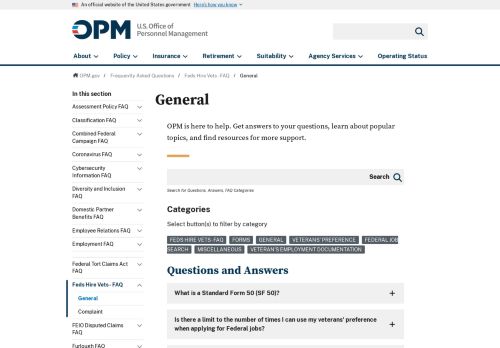 An official website of the United States government Here's how you know
OPM U.S. Office of
Personnel Management
About Policy Insurance Retirement Suitability Agency Services Operating Status
OPM.gov / Frequently Asked Questions / Feds Hire Vets - FAQ / General
In this section
Assessment Policy FAQ
Classification FAQ
Combined Federal
Campaign FAQ
Coronavirus FAQ
Cybersecurity
Information FAQ
Diversity and Inclusion
FAQ
Domestic Partner
Benefits FAQ
Employee Relations FAQ
Employment FAQ
Federal Tort Claims Act
FAQ
Feds Hire Vets - FAQ
General
Complaint
FEIO Disputed Claims
FAQ
Furlough FAQ
General
OPM is here to help. Get answers to your questions, learn about popular
topics, and find resources for more support.
Search
Search for Questions, Answers, FAQ Categories
Categories
Select button(s) to filter by category
FEDS HIRE VETS FAQ FORMS GENERAL VETERANS' PREFERENCE FEDERAL JOB
SEARCH MISCELLANEOUS VETERAN'S EMPLOYMENT DOCUMENTATION
Questions and Answers
What is a Standard Form 50 (SF 50)?
Is there a limit to the number of times I can use my veterans' preference
when applying for Federal jobs?